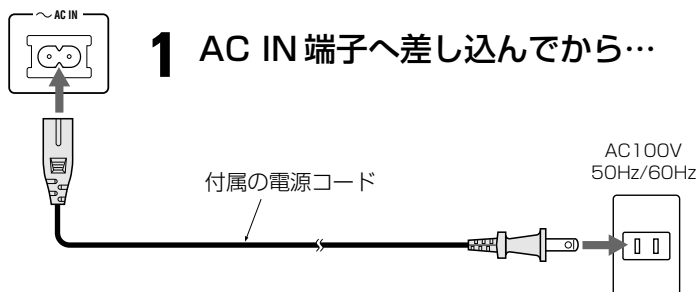 ～ AC IN
1 AC IN 端子へ差し込んでから…
付属の電源コード
AC100V
50Hz/60Hz